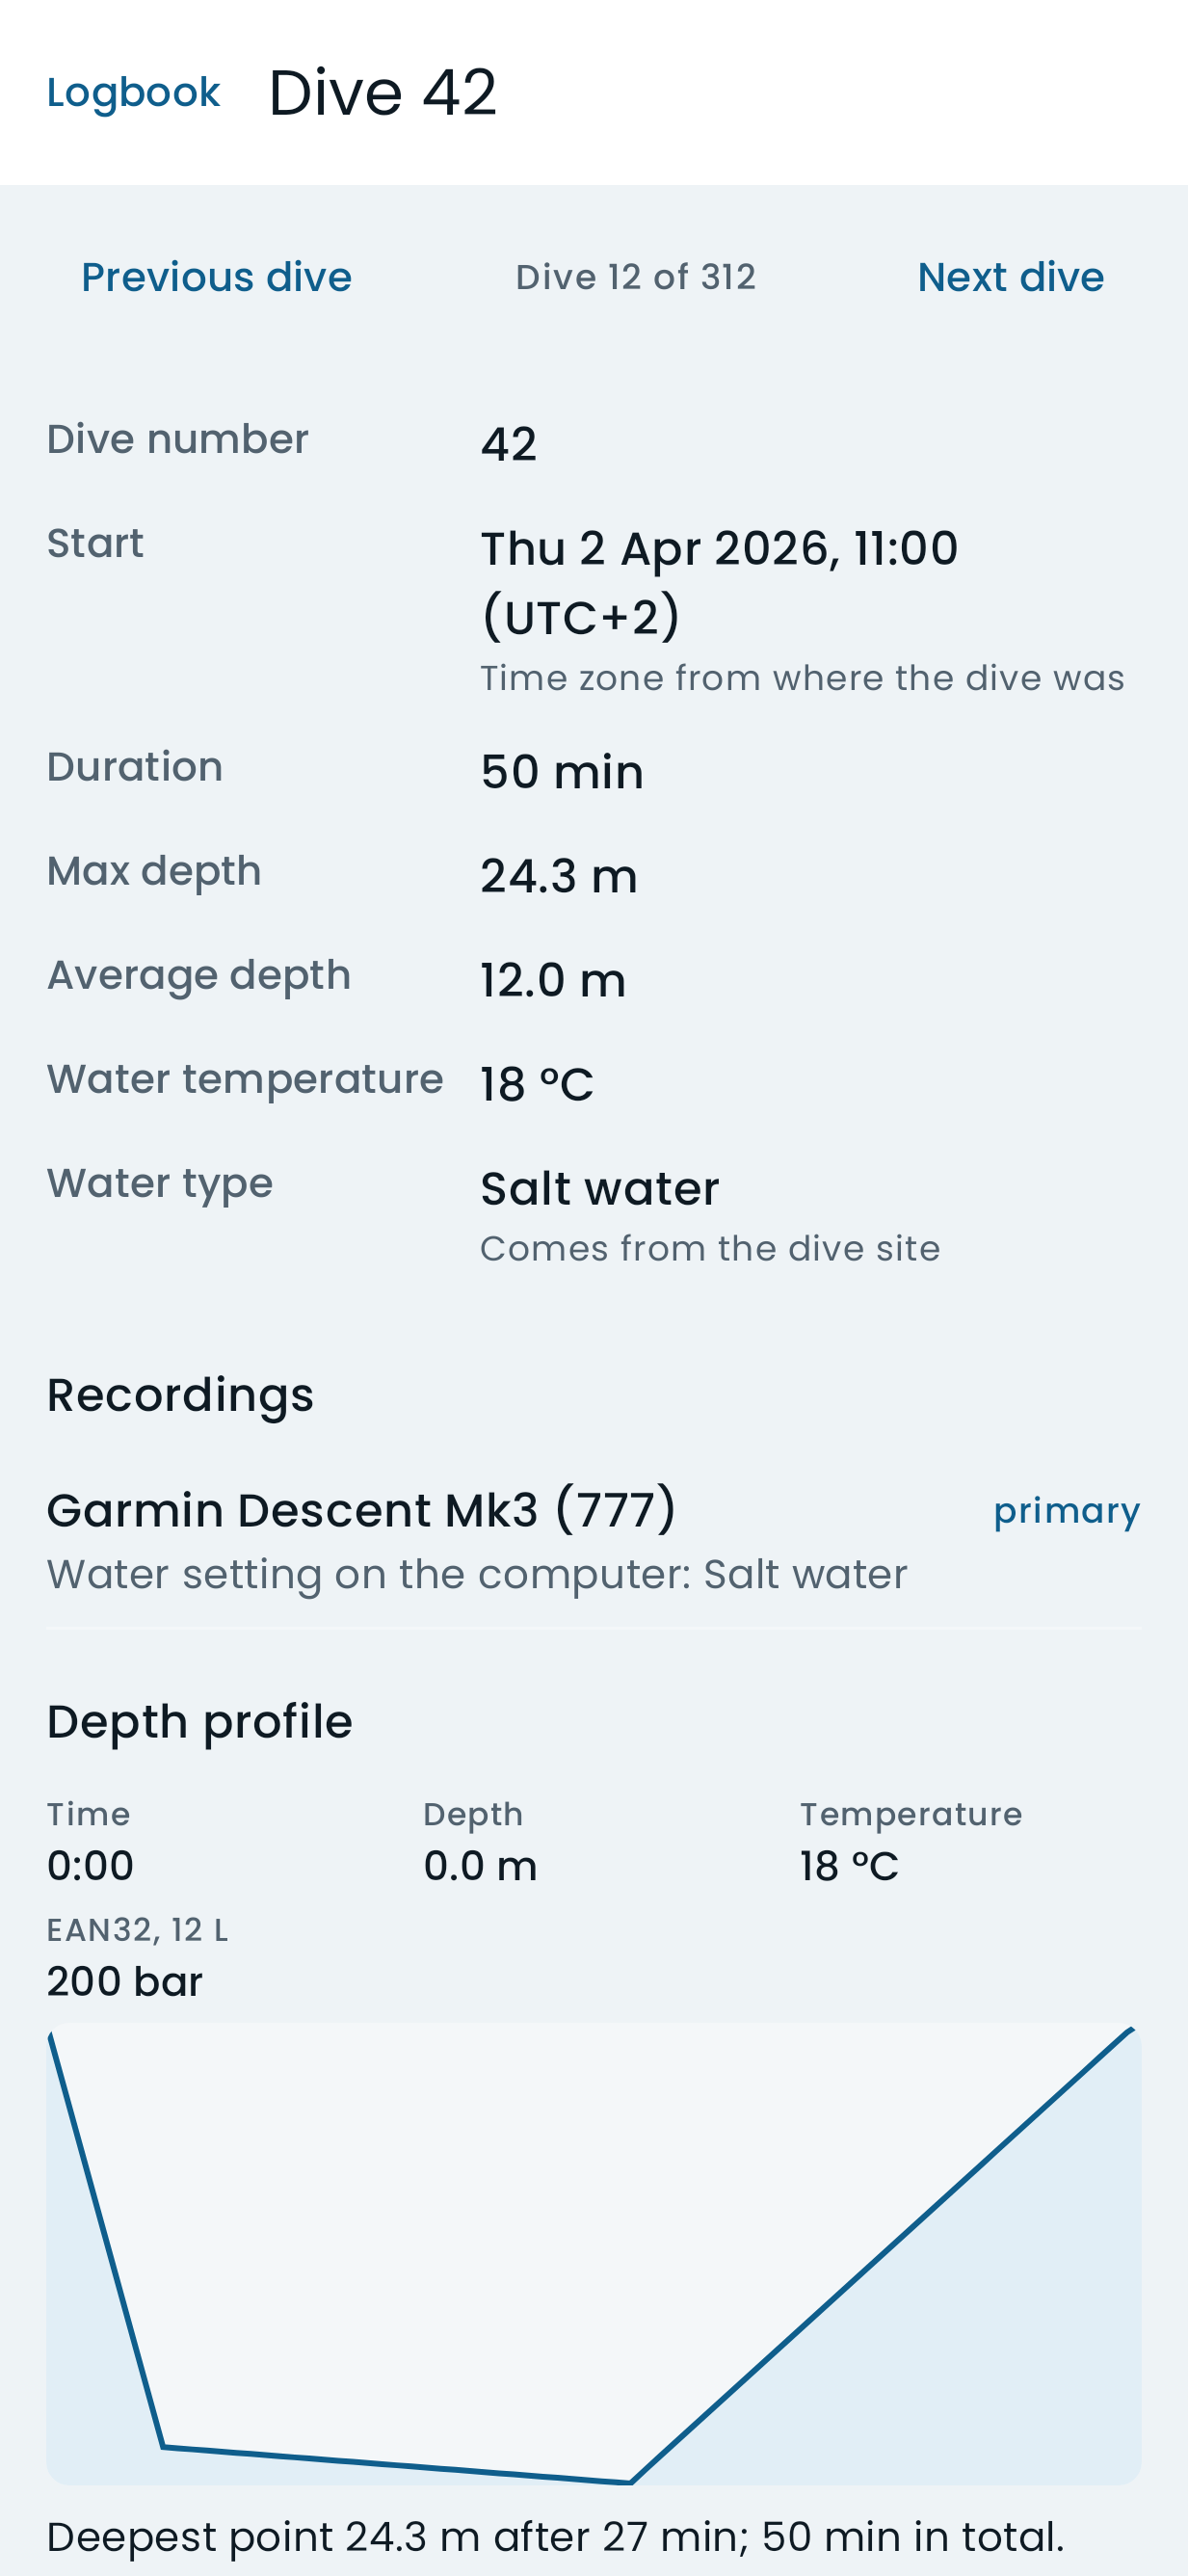 Logbook Dive 42
Previous dive Dive 12 of 312 Next dive
Dive number 42
Start Thu 2 Apr 2026, 11:00
(UTC+2)
Time zone from where the dive was
Duration 50 min
Max depth 24.3 m
Average depth 12.0 m
Water temperature 18 °C
Water type Salt water
Comes from the dive site
Recordings
Garmin Descent Mk3 (777) primary
Water setting on the computer: Salt water
Depth profile
Time Depth Temperature
0:00 0.0 m 18 °C
EAN32, 12 L
200 bar
Deepest point 24.3 m after 27 min; 50 min in total.